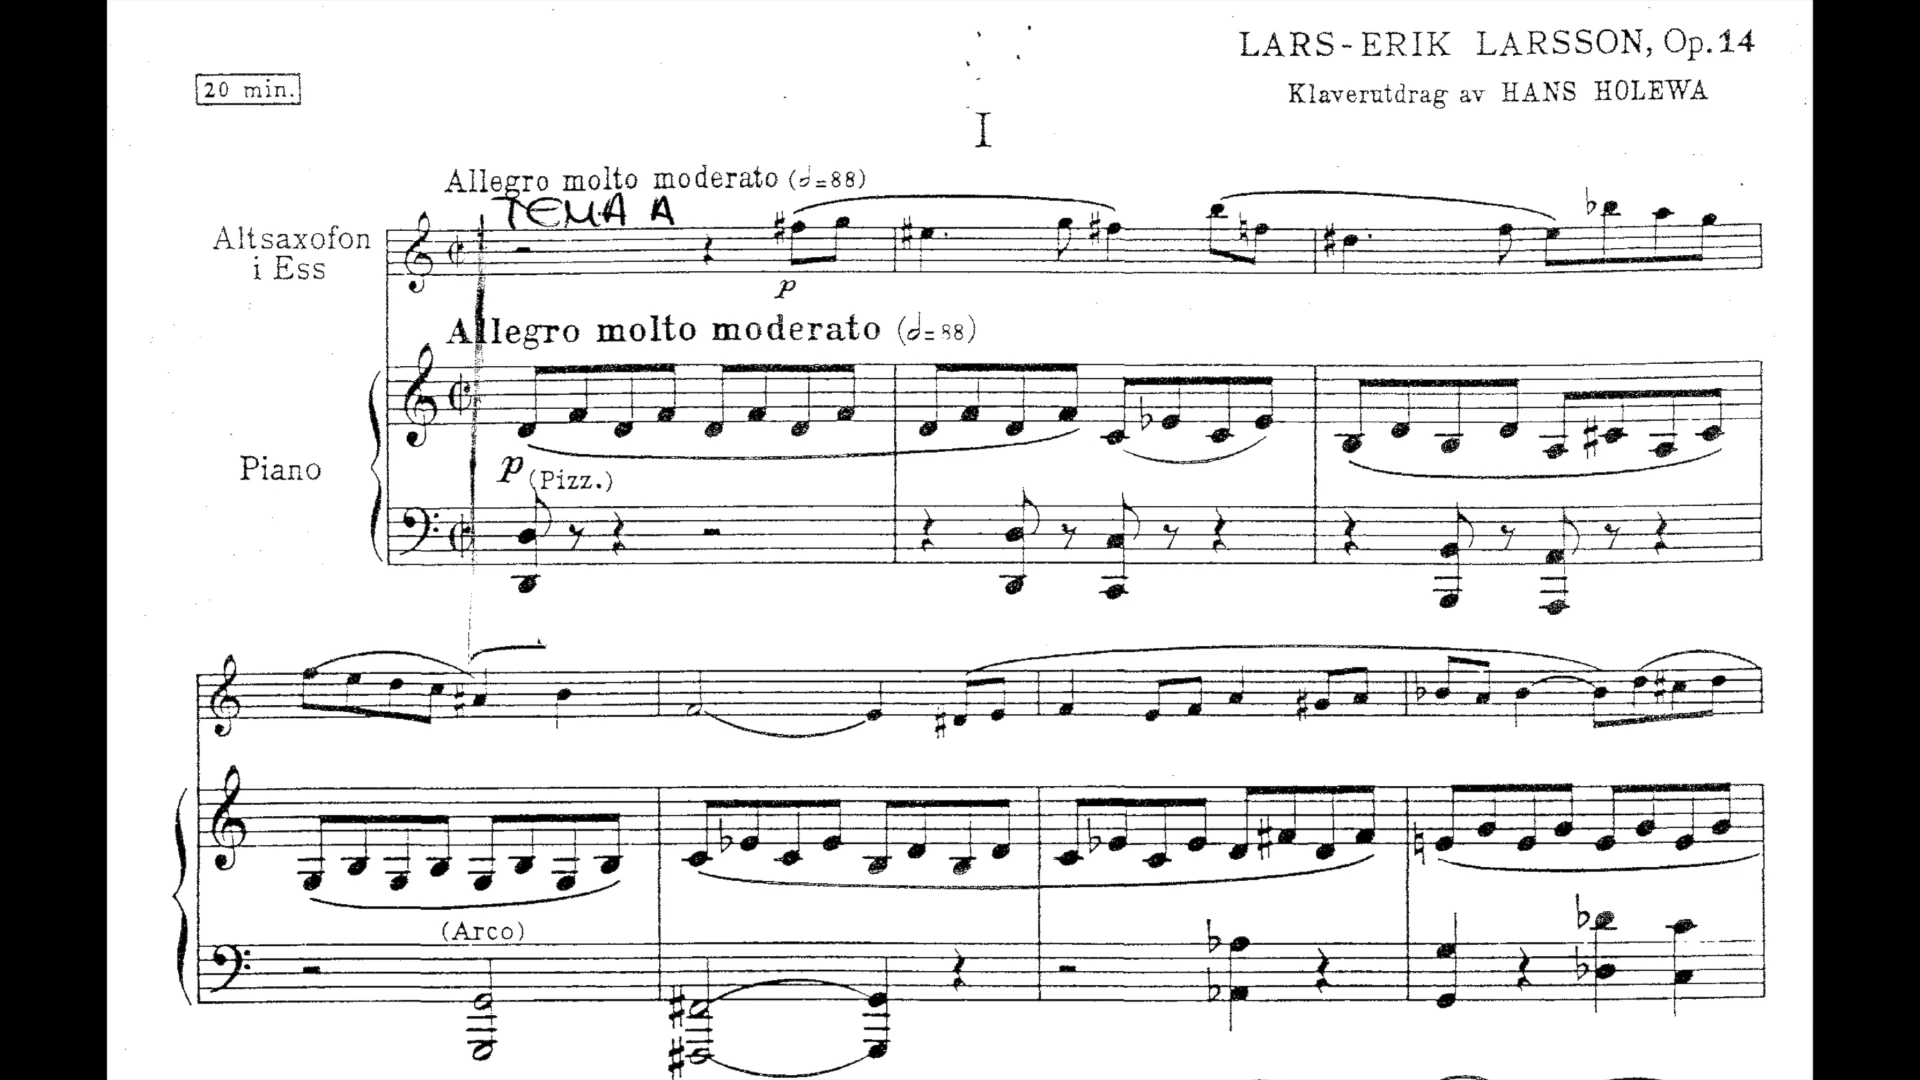 LARS-ERIK LARSSON, Op. 14
20 min.
Klaverutdrag av HANS HOLEWA
I
Allegro molto moderato (𝅗𝅥=88)
TEMA A
Altsaxofon
i Ess
p
Allegro molto moderato (𝅗𝅥=88)
Piano
p (Pizz.)
(Arco)